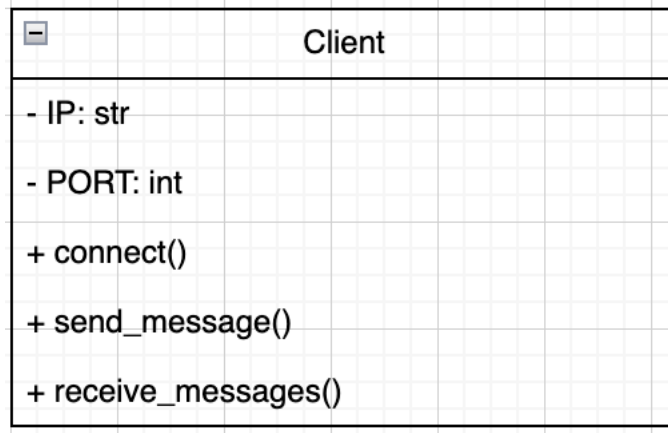 Client
- IP: str
- PORT: int
+ connect()
+ send_message()
+ receive_messages()